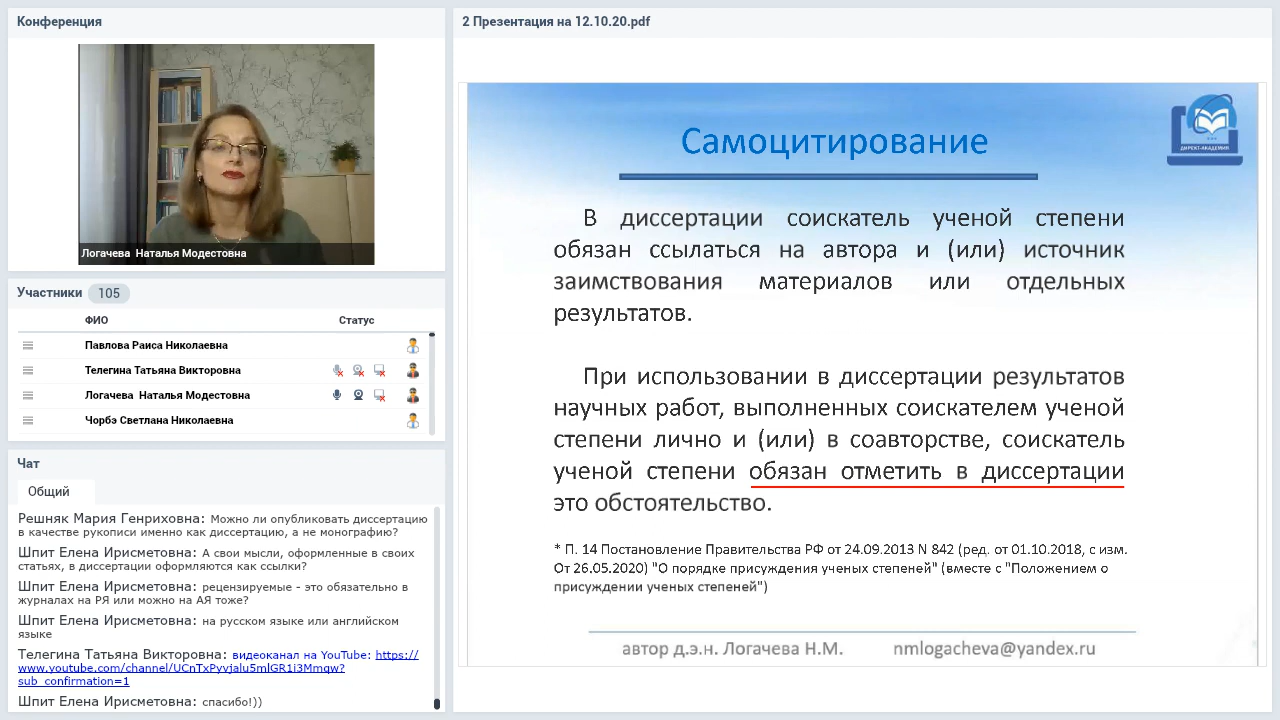 Конференция
Логачева Наталья Модестовна
Участники 105
ФИО Статус
Павлова Раиса Николаевна
Телегина Татьяна Викторовна
Логачева Наталья Модестовна
Чорбэ Светлана Николаевна
Чат
Общий
Решняк Мария Генриховна: Можно ли опубликовать диссертацию
в качестве рукописи именно как диссертацию, а не монографию?
Шпит Елена Ирисметовна: А свои мысли, оформленные в своих
статьях, в диссертации оформляются как ссылки?
Шпит Елена Ирисметовна: рецензируемые - это обязательно в
журналах на РЯ или можно на АЯ тоже?
Шпит Елена Ирисметовна: на русском языке или английском
языке
Телегина Татьяна Викторовна: видеоканал на YouTube: https://
www.youtube.com/channel/UCnTxPyvjalu5mlGR1i3Mmqw?
sub_confirmation=1
Шпит Елена Ирисметовна: спасибо!))
2 Презентация на 12.10.20.pdf
ДИРЕКТ-АКАДЕМИЯ
Самоцитирование
В диссертации соискатель ученой степени
обязан ссылаться на автора и (или) источник
заимствования материалов или отдельных
результатов.
При использовании в диссертации результатов
научных работ, выполненных соискателем ученой
степени лично и (или) в соавторстве, соискатель
ученой степени обязан отметить в диссертации
это обстоятельство.
* П. 14 Постановление Правительства РФ от 24.09.2013 N 842 (ред. от 01.10.2018, с изм.
От 26.05.2020) "О порядке присуждения ученых степеней" (вместе с "Положением о
присуждении ученых степеней")
автор д.э.н. Логачева Н.М. nmlogacheva@yandex.ru